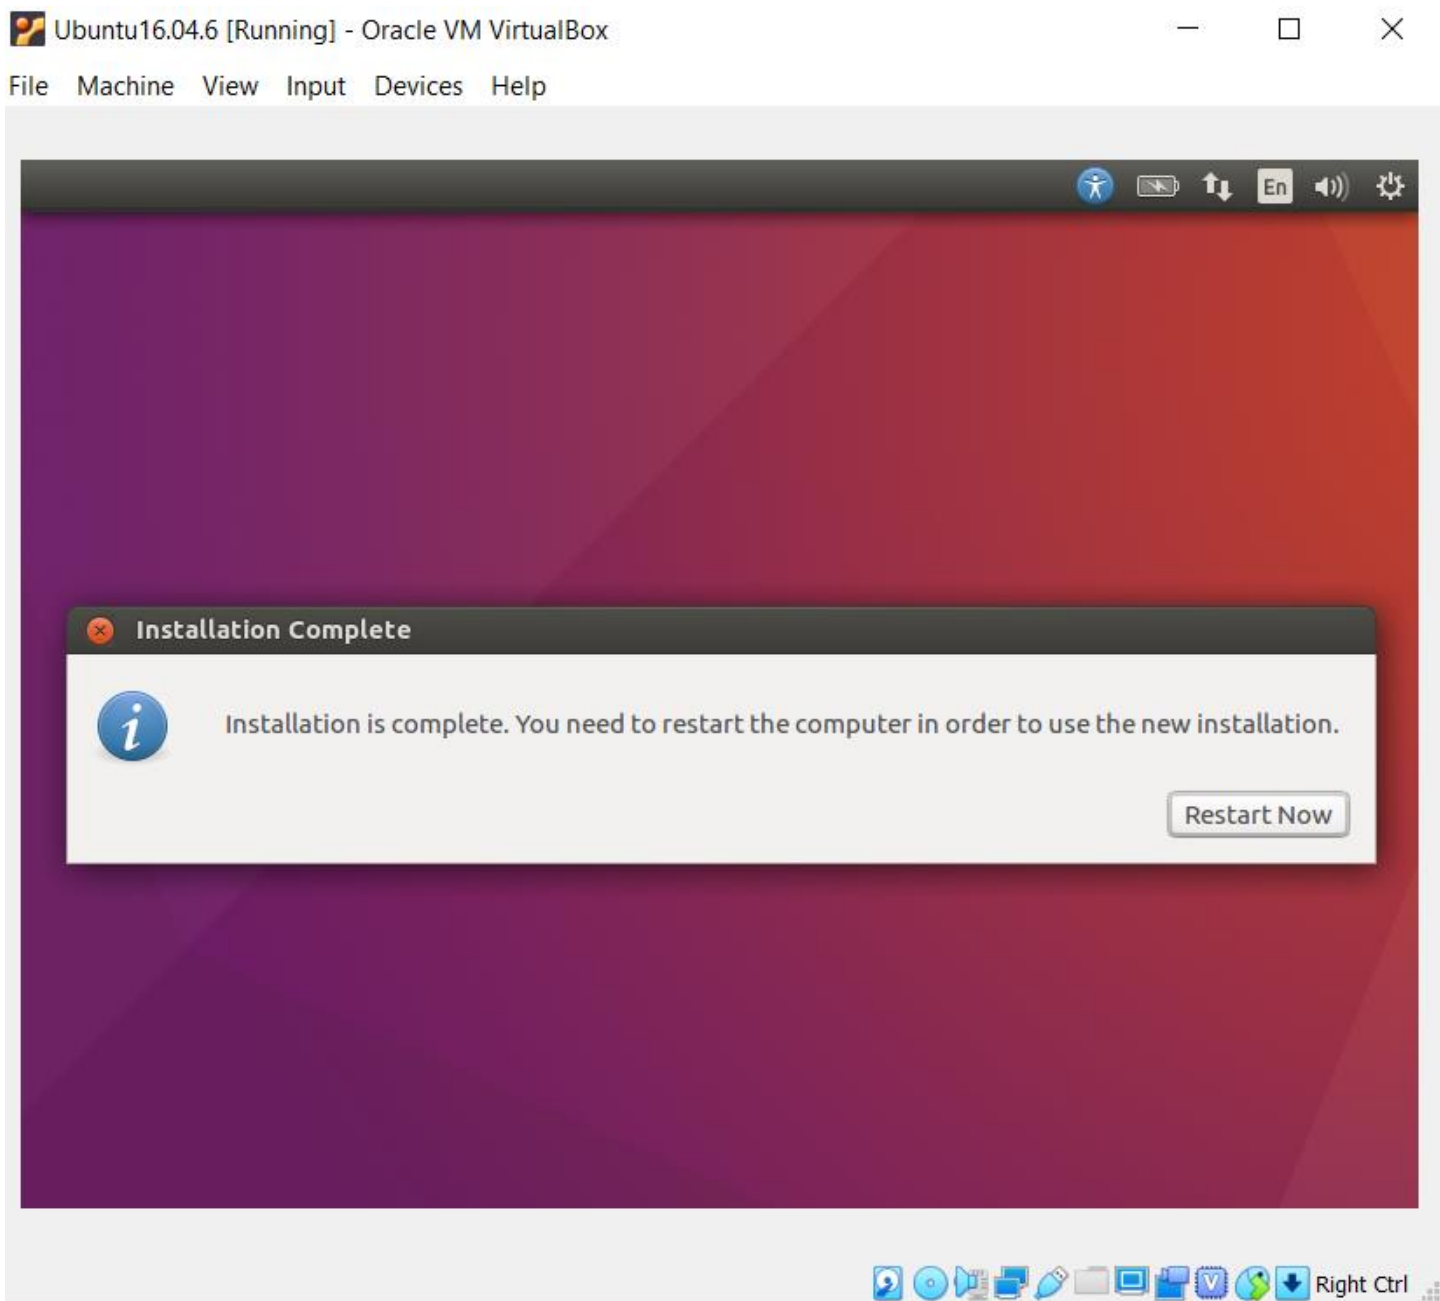 Ubuntu16.04.6 [Running] - Oracle VM VirtualBox
File Machine View Input Devices Help
En
Installation Complete
Installation is complete. You need to restart the computer in order to use the new installation.
Restart Now
Right Ctrl